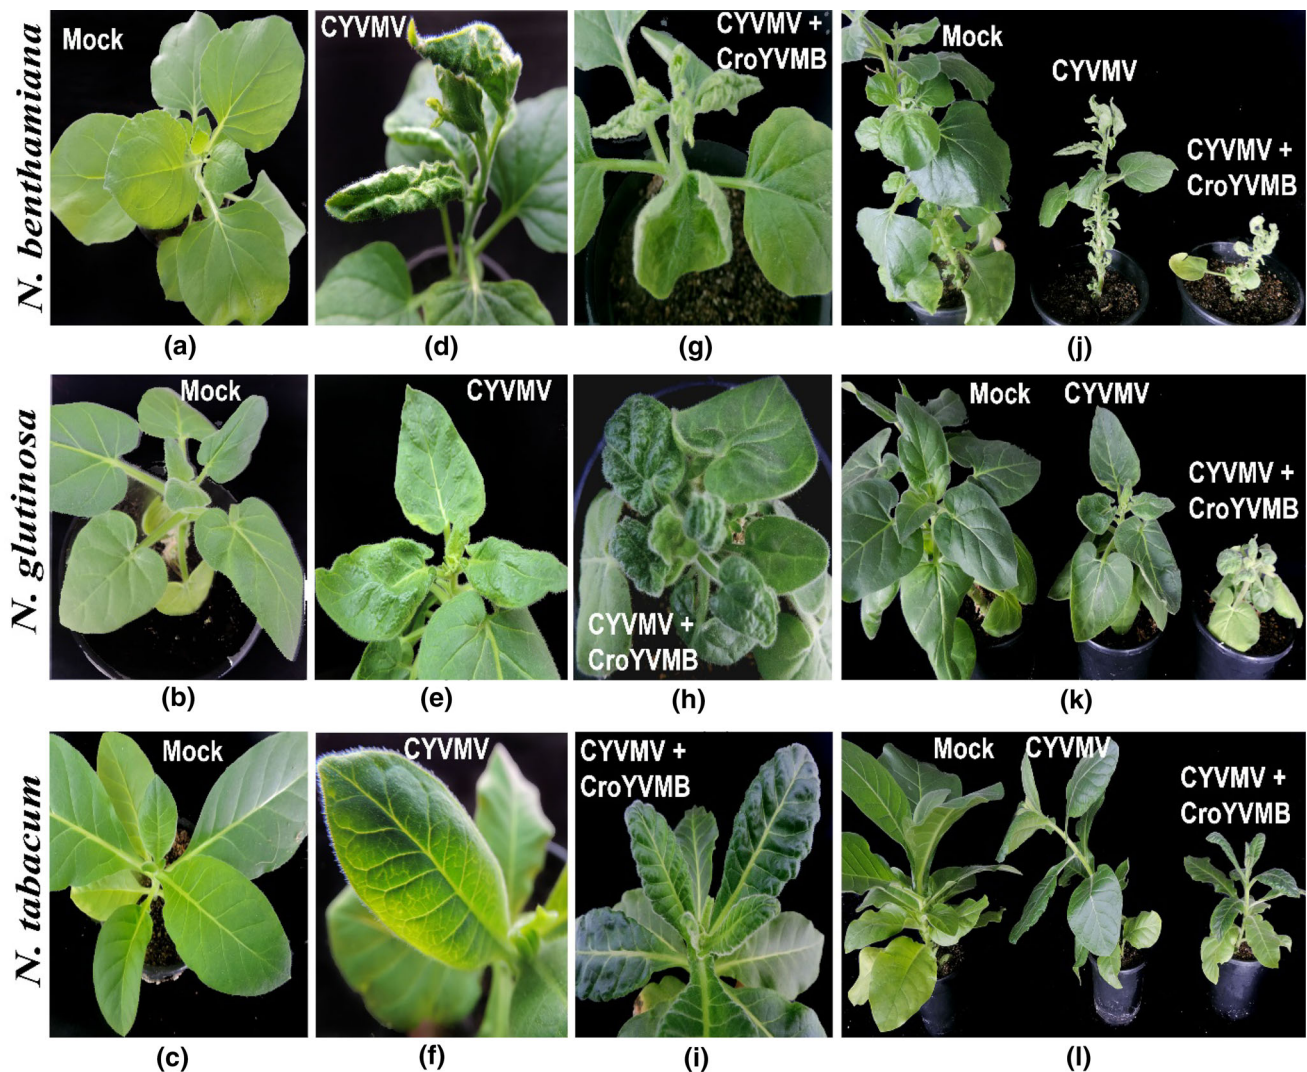 N. benthamiana
Mock
CYVMV
CYVMV +
CroYVMB
Mock
CYVMV
CYVMV +
CroYVMB
(a)
(d)
(g)
(j)
N. glutinosa
Mock
CYVMV
CYVMV +
CroYVMB
Mock
CYVMV
CYVMV +
CroYVMB
(b)
(e)
(h)
(k)
N. tabacum
Mock
CYVMV
CYVMV +
CroYVMB
Mock
CYVMV
CYVMV +
CroYVMB
(c)
(f)
(i)
(l)